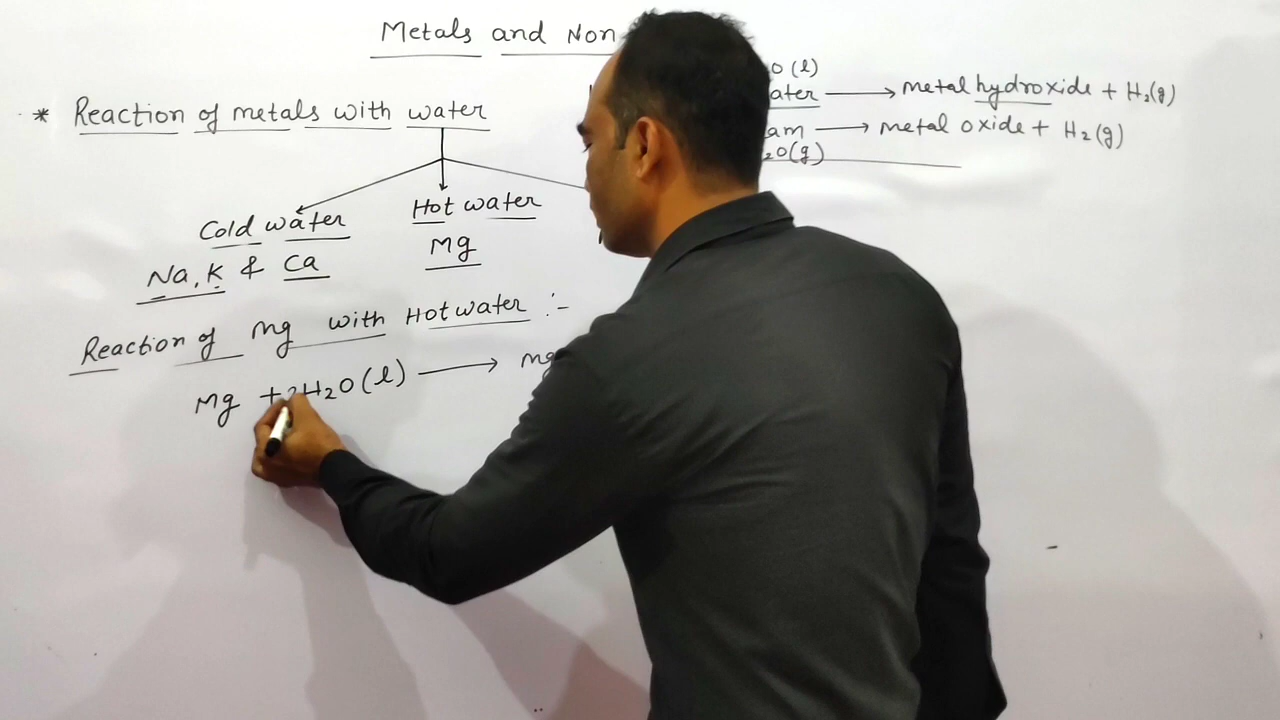 Metals and Non
* Reaction of metals with water
O (l)
ater ⟶ metal hydroxide + H₂(g)
am ⟶ metal oxide + H₂(g)
₂O(g)
Cold water
Hot water
Na, K & Ca
Mg
Reaction of Mg with Hot water :-
Mg + 2H₂O(l) ⟶ mg